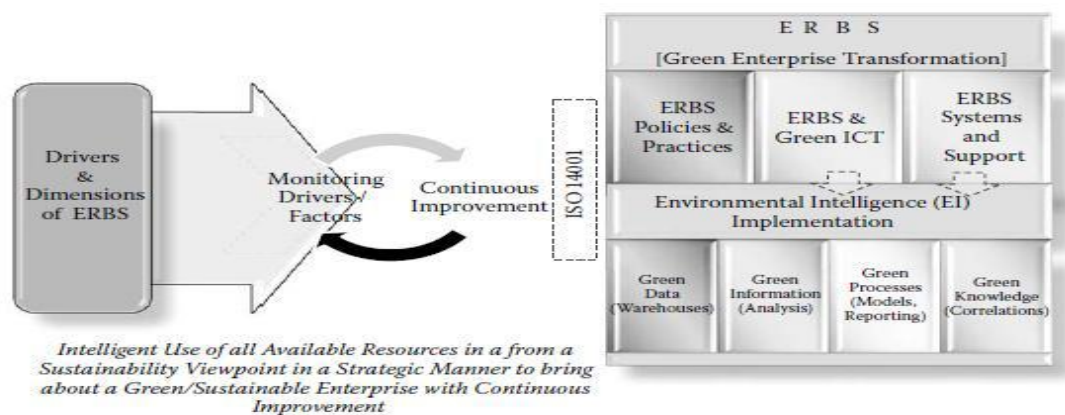 Drivers
&
Dimensions
of ERBS
Monitoring
Drivers /
Factors
Continuous
Improvement
ISO 14001
E R B S
[Green Enterprise Transformation]
ERBS
Policies &
Practices
ERBS &
Green ICT
ERBS
Systems
and
Support
Environmental Intelligence (EI)
Implementation
Green
Data
(Warehouses)
Green
Information
(Analysis)
Green
Processes
(Models,
Reporting)
Green
Knowledge
(Correlations)
Intelligent Use of all Available Resources in a from a
Sustainability Viewpoint in a Strategic Manner to bring
about a Green/Sustainable Enterprise with Continuous
Improvement